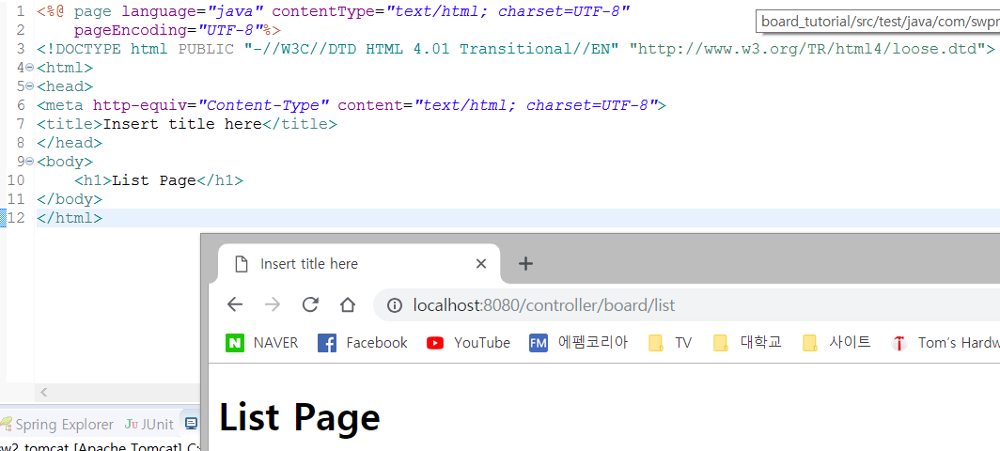 1 <%@ page language="java" contentType="text/html; charset=UTF-8"
2     pageEncoding="UTF-8"%>
board_tutorial/src/test/java/com/swpr
3 <!DOCTYPE html PUBLIC "-//W3C//DTD HTML 4.01 Transitional//EN" "http://www.w3.org/TR/html4/loose.dtd">
4 <html>
5 <head>
6 <meta http-equiv="Content-Type" content="text/html; charset=UTF-8">
7 <title>Insert title here</title>
8 </head>
9 <body>
10     <h1>List Page</h1>
11 </body>
12 </html>
Insert title here
localhost:8080/controller/board/list
N NAVER Facebook YouTube FM 에펨코리아 TV 대학교 사이트 Tom's Hardw
List Page
Spring Explorer JU JUnit
sw2 tomcat [Apache Tomcat] C: